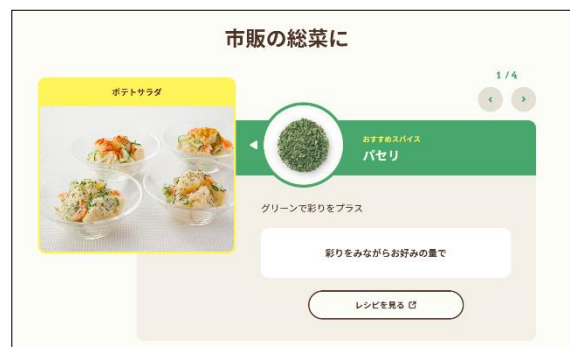 市販の総菜に
1 / 4
ポテトサラダ
おすすめスパイス
パセリ
グリーンで彩りをプラス
彩りをみながらお好みの量で
レシピを見る